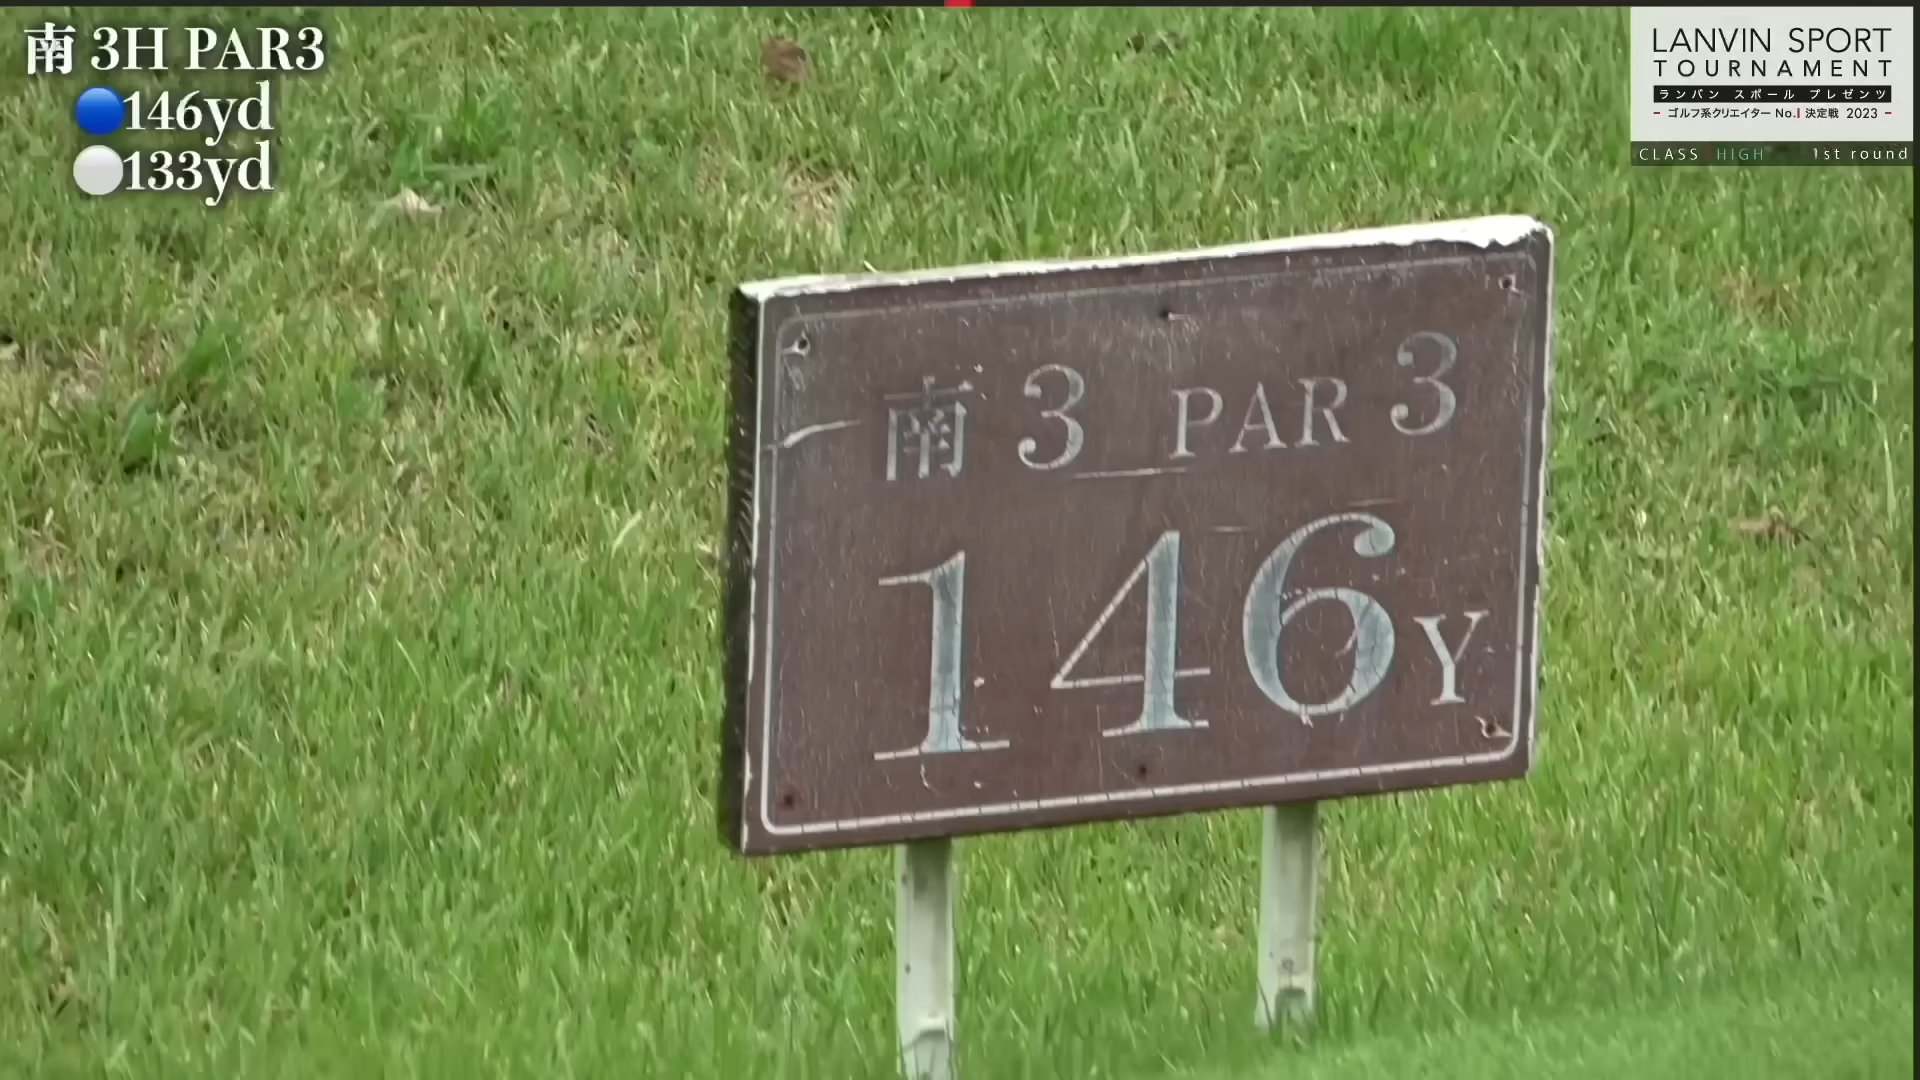 南 3H PAR3
146yd
133yd
LANVIN SPORT
TOURNAMENT
ランバン スポール プレゼンツ
- ゴルフ系クリエイター No.1 決定戦 2023 -
CLASS HIGH 1st round
南 3 PAR 3
146Y